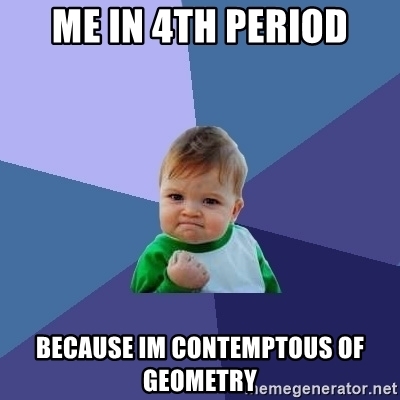 ME IN 4TH PERIOD
BECAUSE IM CONTEMPTOUS OF
GEOMETRY
memegenerator.net